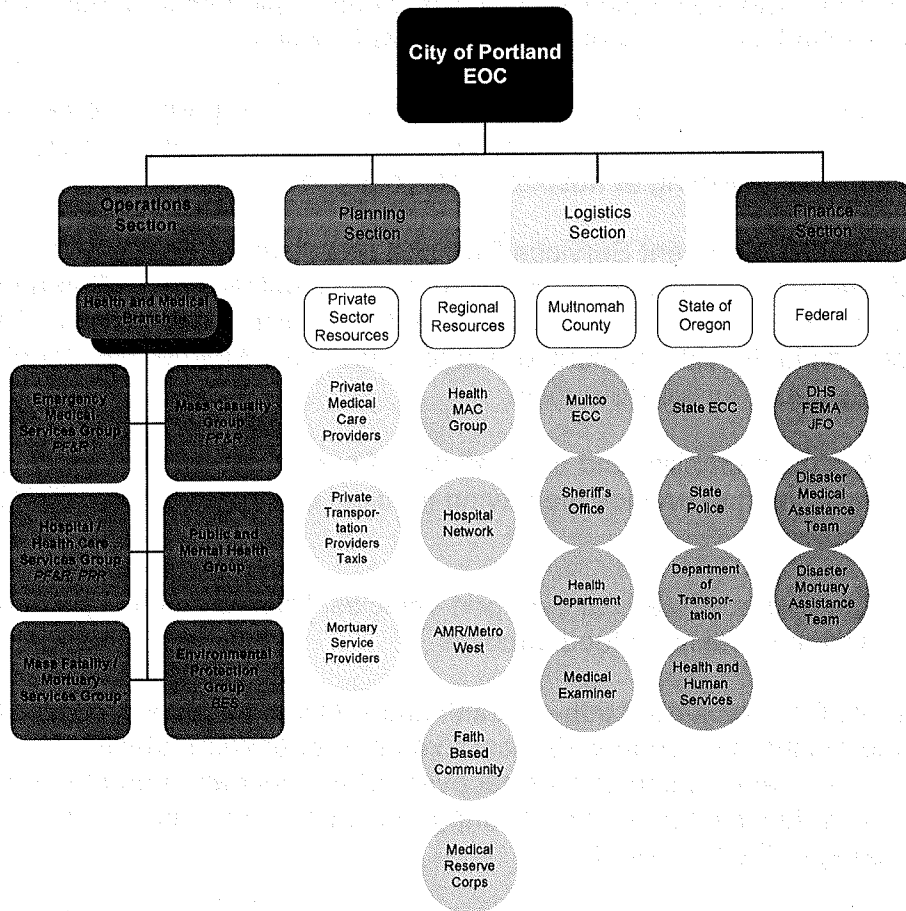 City of Portland
EOC
Operations
Section
Planning
Section
Logistics
Section
Finance
Section
Health and Medical
Branch
Private
Sector
Resources
Regional
Resources
Multnomah
County
State of
Oregon
Federal
Emergency
Medical
Services Group
PF&R
Mass Casualty
Group
PF&R
Hospital /
Health Care
Services Group
PF&R,
Public and
Mental Health
Group
Mass Fatality /
Mortuary
Services Group
Environmental
Protection
Group
BES
Private
Medical
Care
Providers
Private
Transpor-
tation
Providers
Taxis
Mortuary
Service
Providers
Health
MAC
Group
Hospital
Network
AMR/Metro
West
Faith
Based
Community
Medical
Reserve
Corps
Multco
ECC
Sheriff's
Office
Health
Department
Medical
Examiner
State ECC
State
Police
Department
of
Transpor-
tation
Health and
Human
Services
DHS
FEMA
JFO
Disaster
Medical
Assistance
Team
Disaster
Mortuary
Assistance
Team